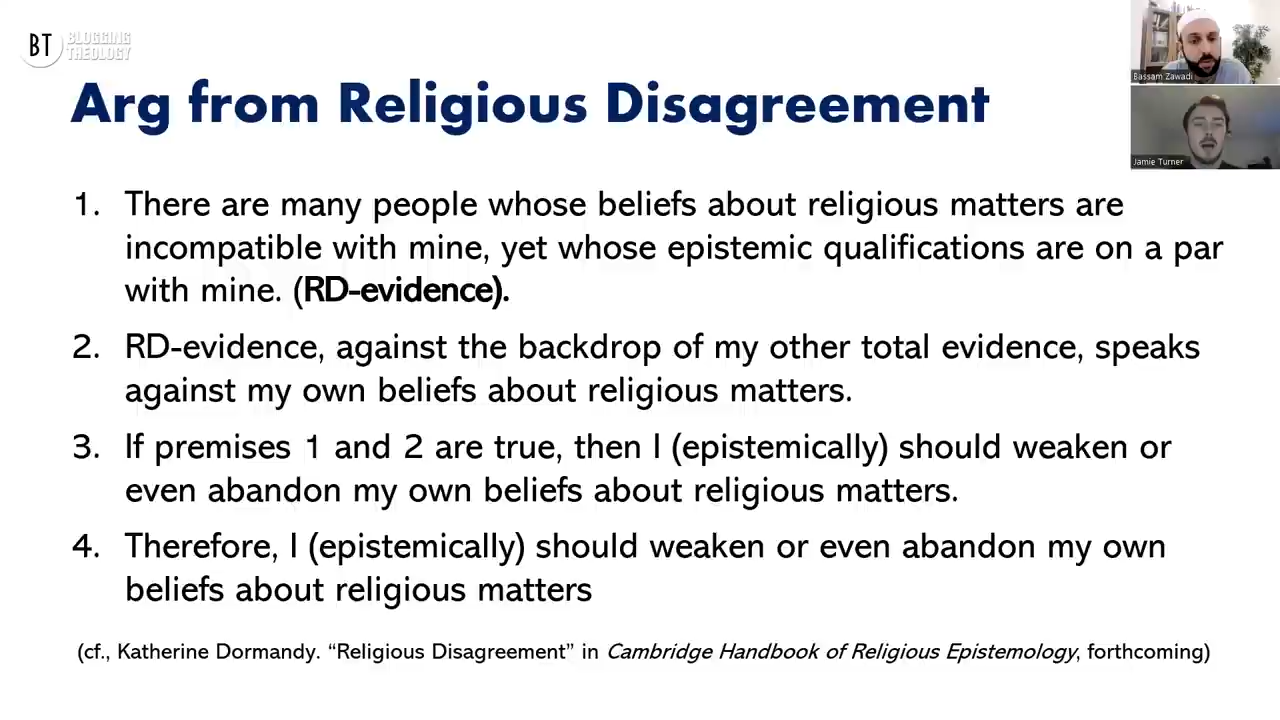 BT BLOGGING
THEOLOGY
Bassam Zawadi
Jamie Turner
Arg from Religious Disagreement
1. There are many people whose beliefs about religious matters are
incompatible with mine, yet whose epistemic qualifications are on a par
with mine. (RD-evidence).
2. RD-evidence, against the backdrop of my other total evidence, speaks
against my own beliefs about religious matters.
3. If premises 1 and 2 are true, then I (epistemically) should weaken or
even abandon my own beliefs about religious matters.
4. Therefore, I (epistemically) should weaken or even abandon my own
beliefs about religious matters
(cf., Katherine Dormandy. “Religious Disagreement” in Cambridge Handbook of Religious Epistemology, forthcoming)